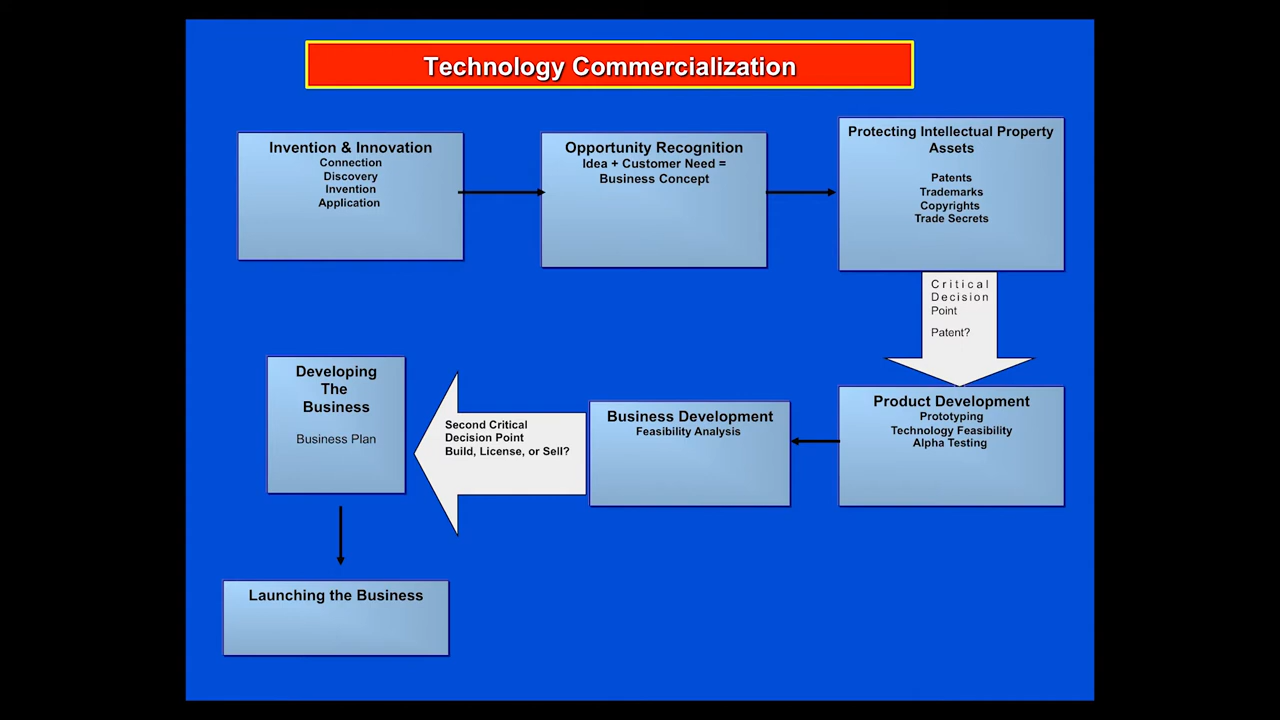 Technology Commercialization
Invention & Innovation
Connection
Discovery
Invention
Application
Opportunity Recognition
Idea + Customer Need =
Business Concept
Protecting Intellectual Property
Assets
Patents
Trademarks
Copyrights
Trade Secrets
Critical
Decision
Point
Patent?
Product Development
Prototyping
Technology Feasibility
Alpha Testing
Business Development
Feasibility Analysis
Second Critical
Decision Point
Build, License, or Sell?
Developing
The
Business
Business Plan
Launching the Business